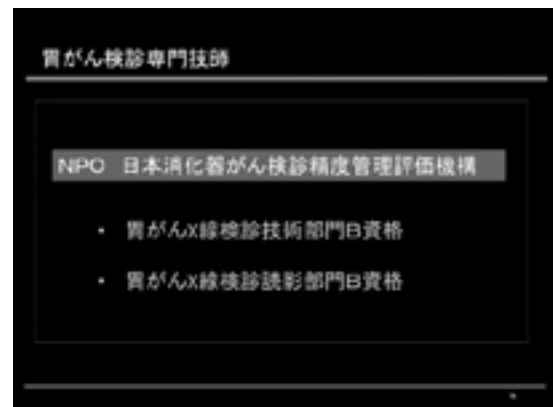 胃がん検診専門技師
NPO 日本消化器がん検診精度管理評価機構
・ 胃がんX線検診技術部門B資格
・ 胃がんX線検診読影部門B資格